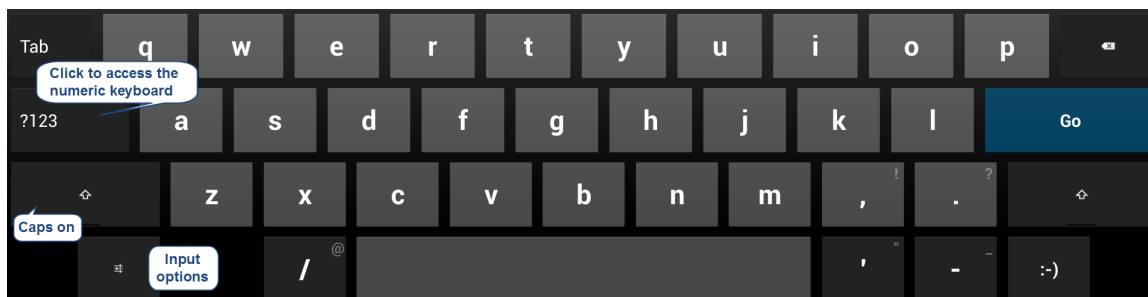 Tab q w e r t y u i o p
Click to access the
numeric keyboard
?123 a s d f g h j k l Go
z x c v b n m , ! . ?
Caps on
Input
options
/ @ ' " - _ :-)